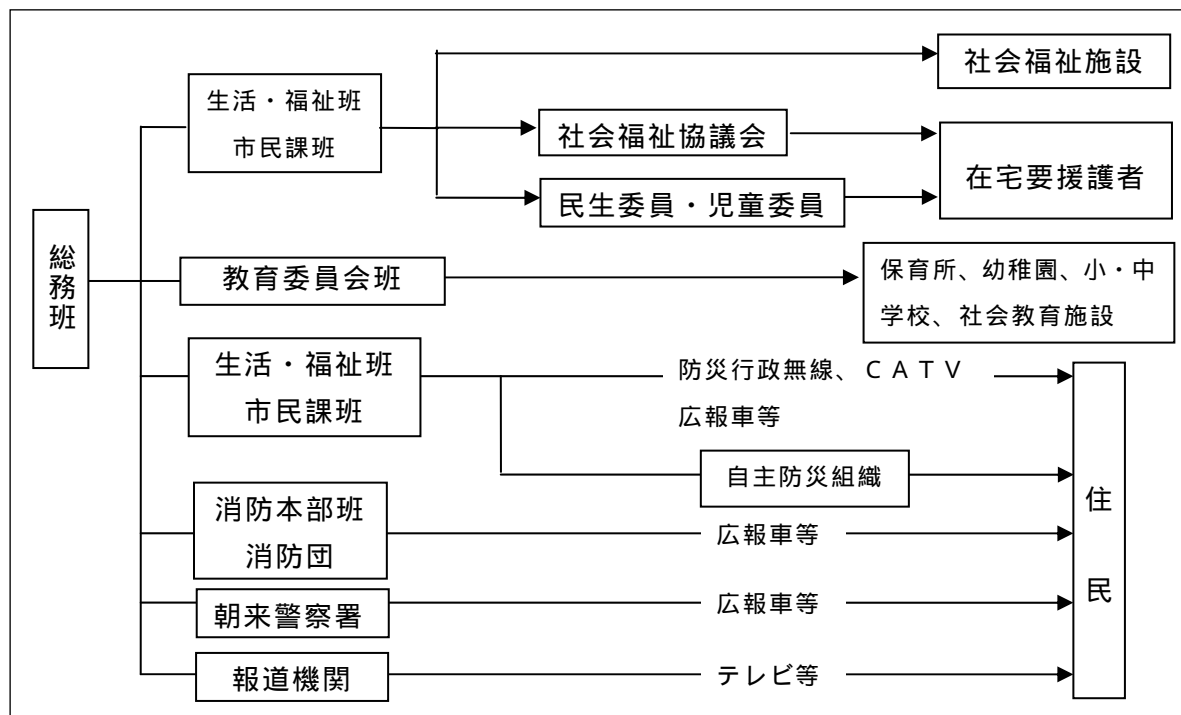 社会福祉施設
生活・福祉班
市民課班
社会福祉協議会
在宅要援護者
民生委員・児童委員
総務班
教育委員会班
保育所、幼稚園、小・中
学校、社会教育施設
生活・福祉班
市民課班
防災行政無線、ＣＡＴＶ
広報車等
自主防災組織
住民
消防本部班
消防団
広報車等
朝来警察署
広報車等
報道機関
テレビ等